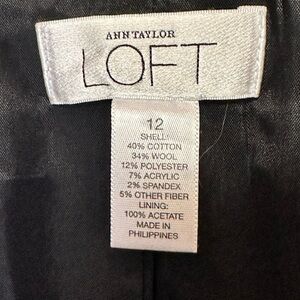 ANN TAYLOR
LOFT
12
SHELL:
40% COTTON
34% WOOL
12% POLYESTER
7% ACRYLIC
2% SPANDEX
5% OTHER FIBER
LINING:
100% ACETATE
MADE IN
PHILIPPINES